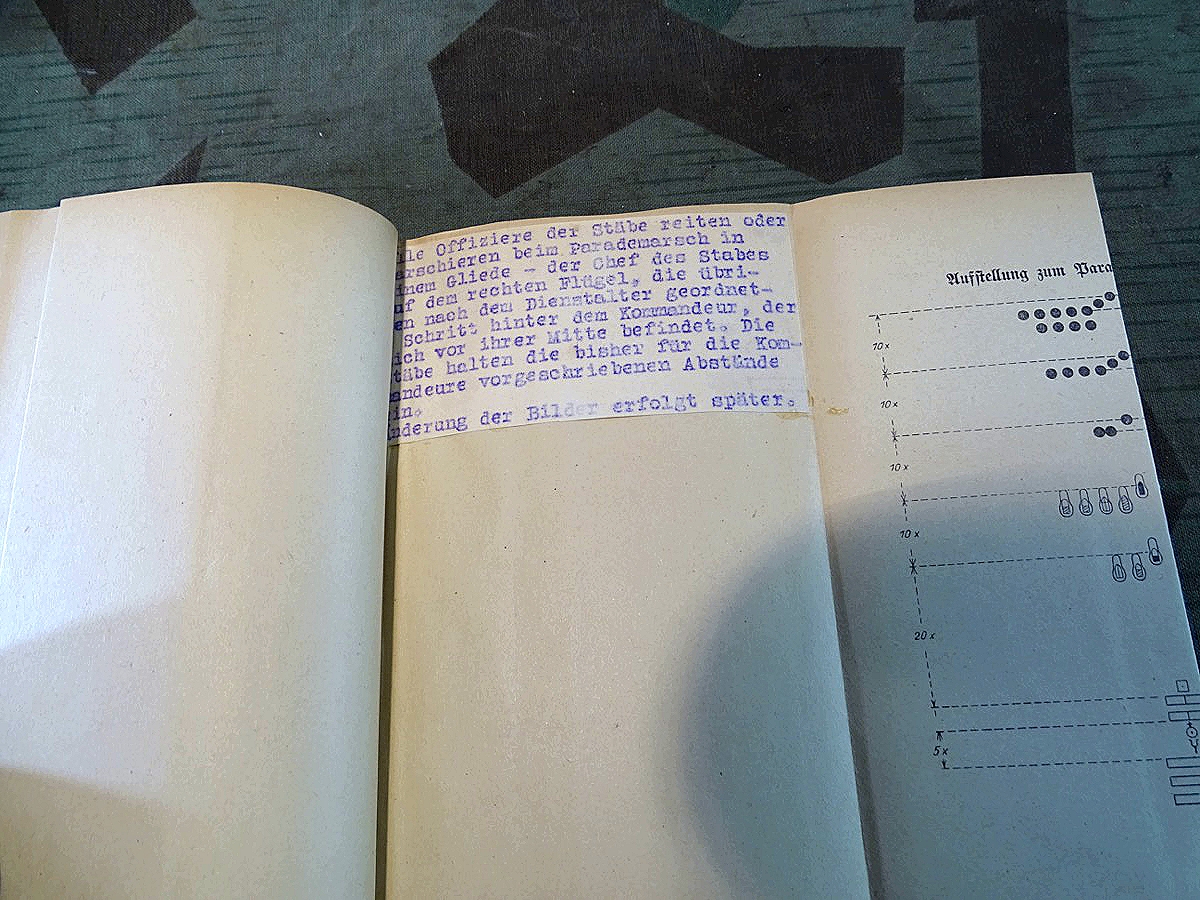 lle Offiziere der Stäbe reiten oder
arschieren beim Parademarsch in
inem Gliede - der Chef des Stabes
uf dem rechten Flügel, die übri-
en nach dem Dienstalter geordnet-
Schritt hinter dem Kommandeur, der
ich vor ihrer Mitte befindet. Die
täbe halten die bisher für die Kom-
andeure vorgeschriebenen Abstände
in.
nderung der Bilder erfolgt später.
Aufstellung zum Para
10 x
10 x
10 x
10 x
20 x
5 x